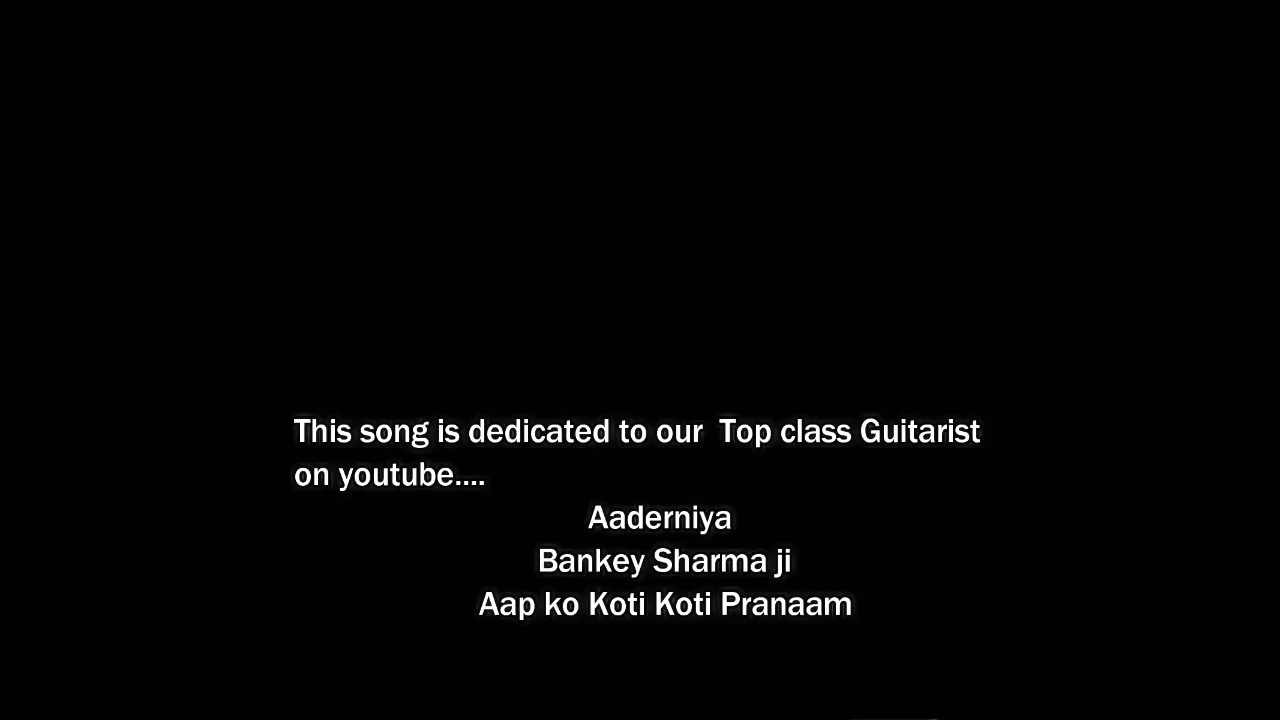 This song is dedicated to our  Top class Guitarist
on youtube....
Aaderniya
Bankey Sharma ji
Aap ko Koti Koti Pranaam